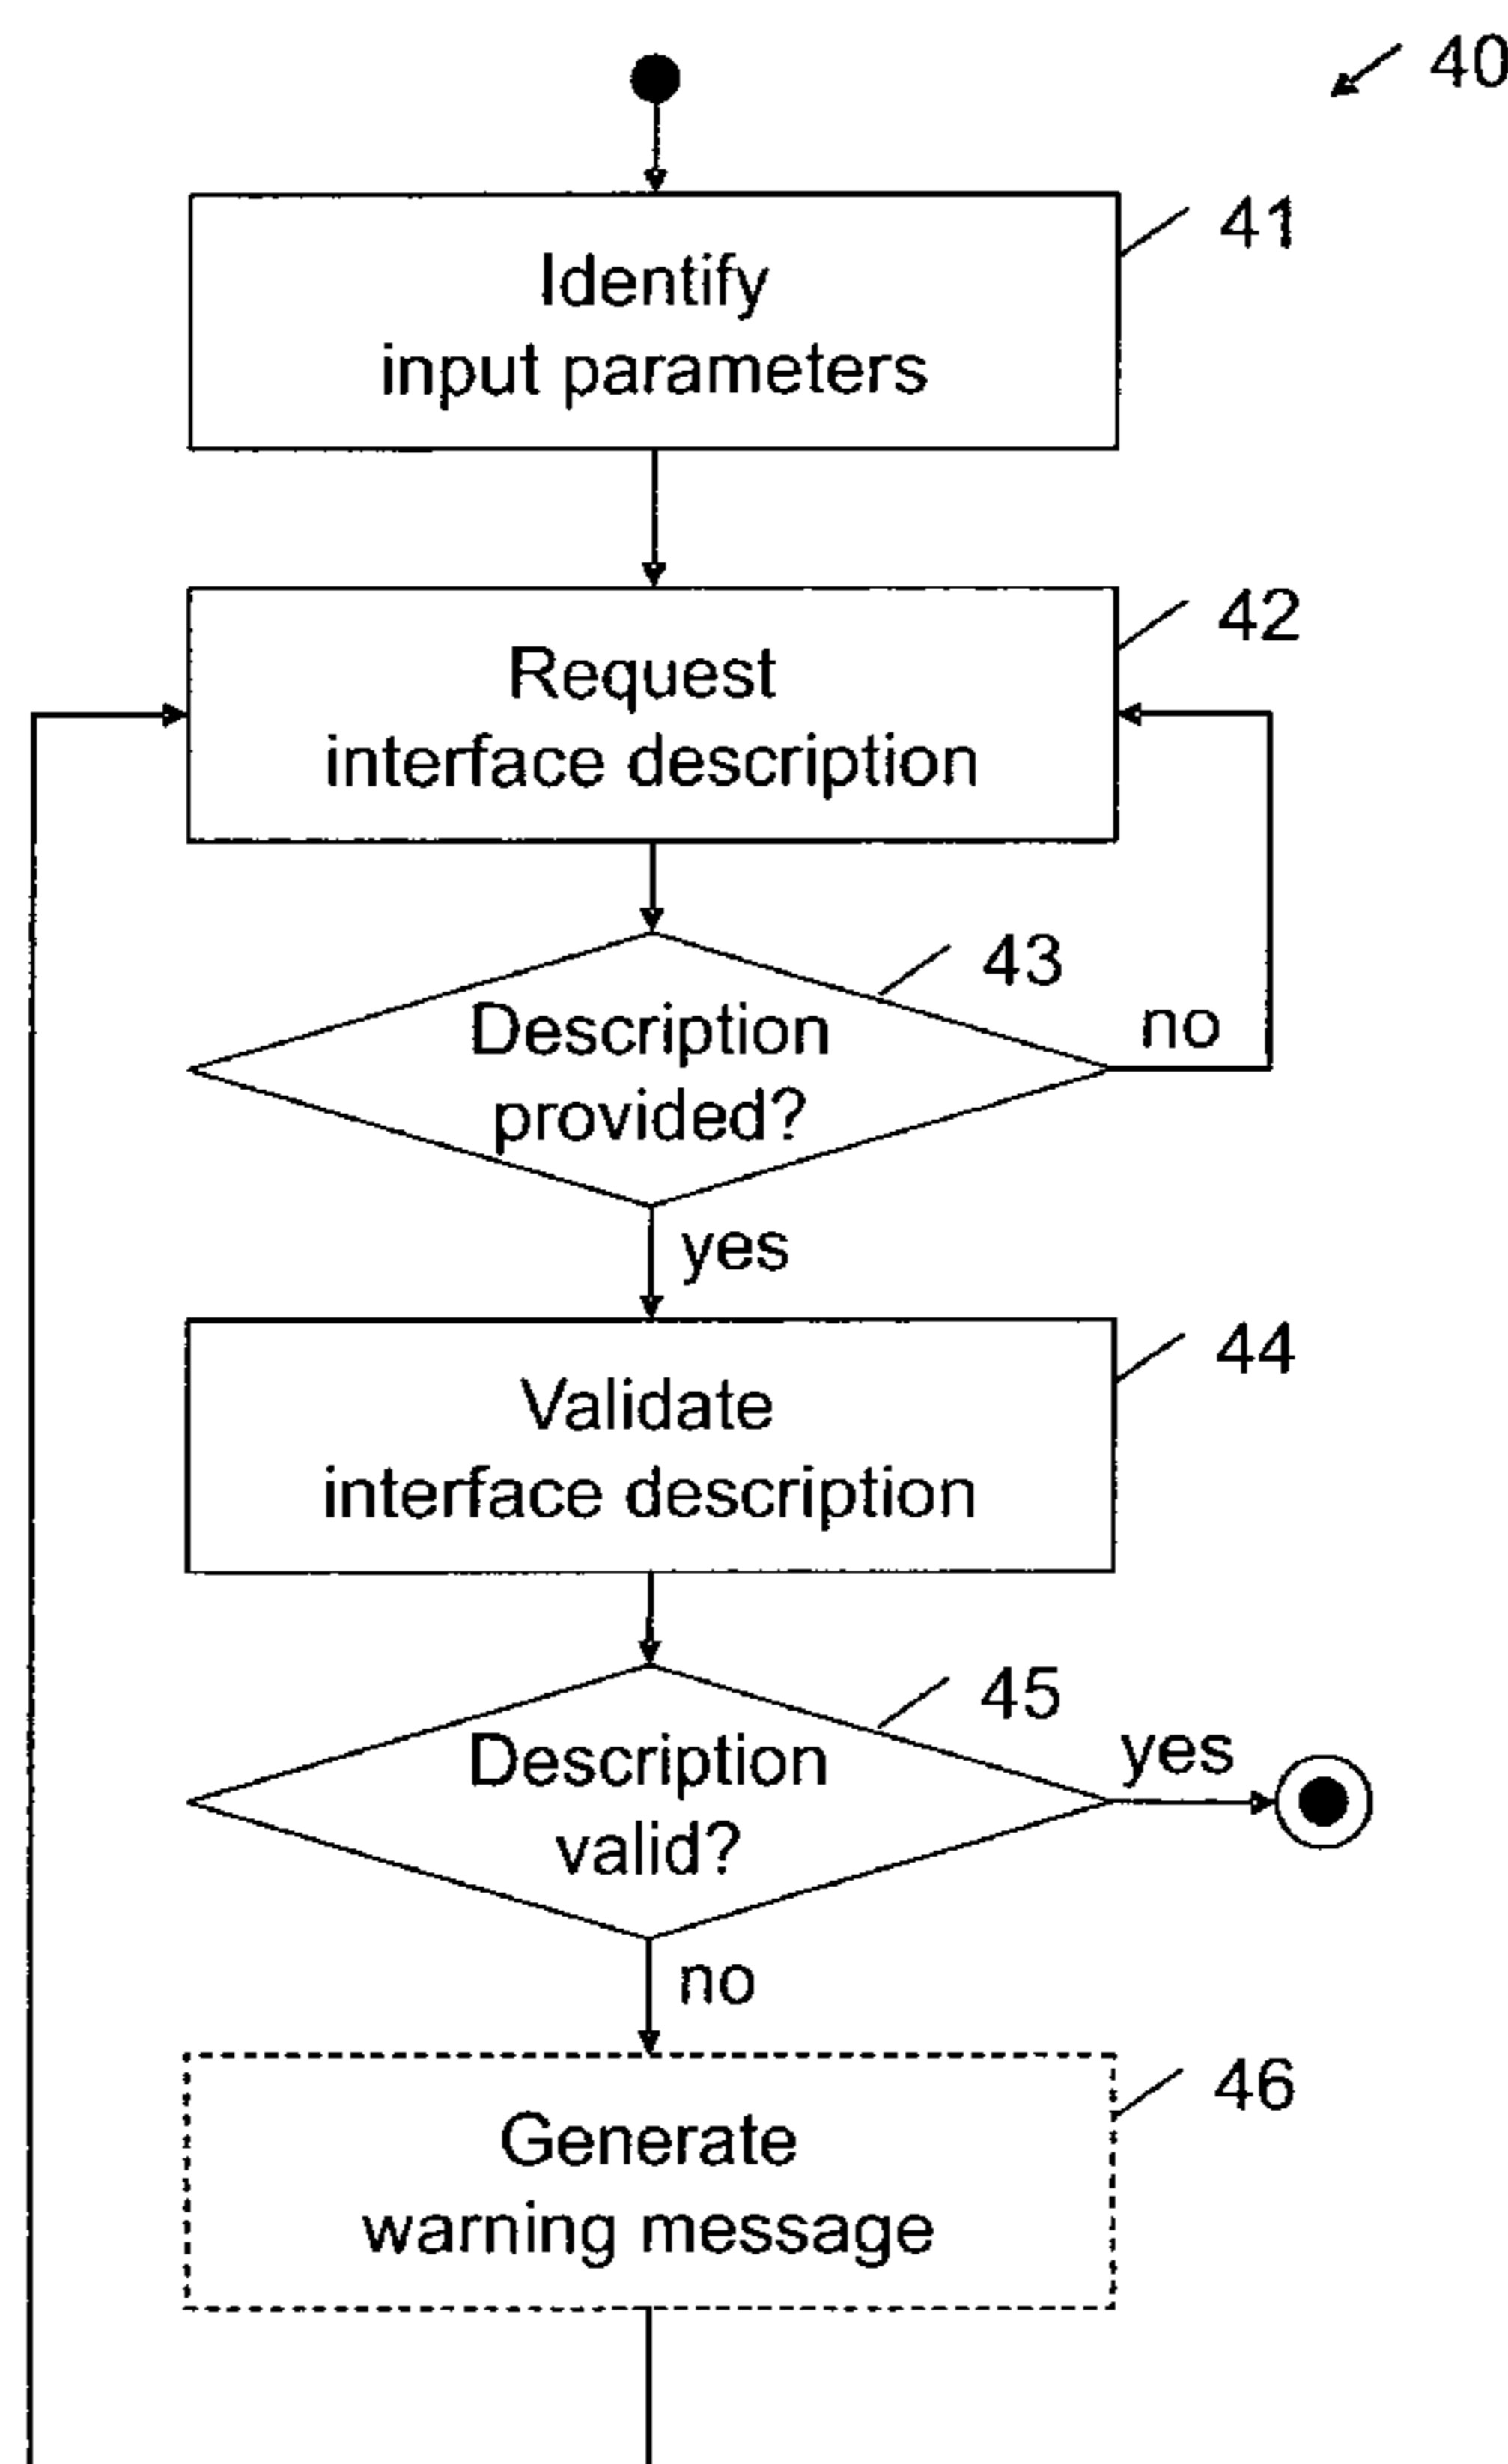 40
41
Identify
input parameters
42
Request
interface description
43
Description
provided?
no
yes
44
Validate
interface description
45
Description
valid?
yes
no
46
Generate
warning message